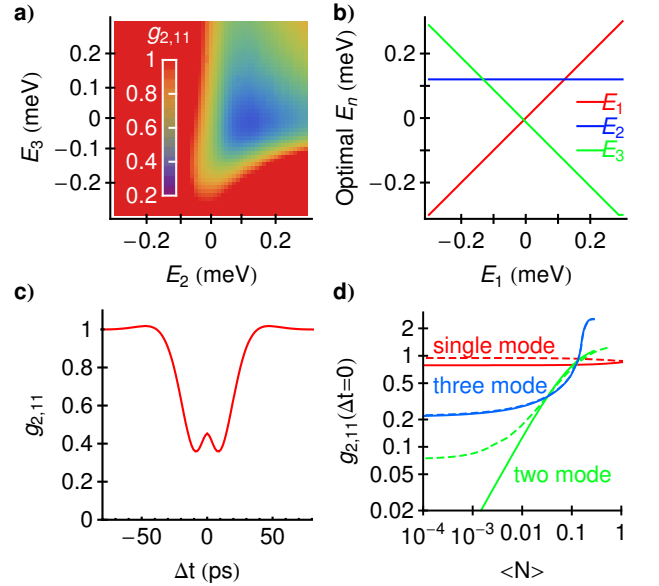 a)
g2,11
1
0.8
0.6
0.4
0.2
0.2
0.1
0
−0.1
−0.2
E3 (meV)
−0.2
0
0.2
E2 (meV)
b)
Optimal En (meV)
0.2
0
−0.2
E1
E2
E3
−0.2
0
0.2
E1 (meV)
c)
g2,11
1
0.8
0.6
0.4
0.2
0
−50
0
50
Δt (ps)
d)
g2,11(Δt=0)
2
1
0.5
0.2
0.1
0.05
0.02
single mode
three mode
two mode
10−4
10−3
0.01
0.1
1
<N>